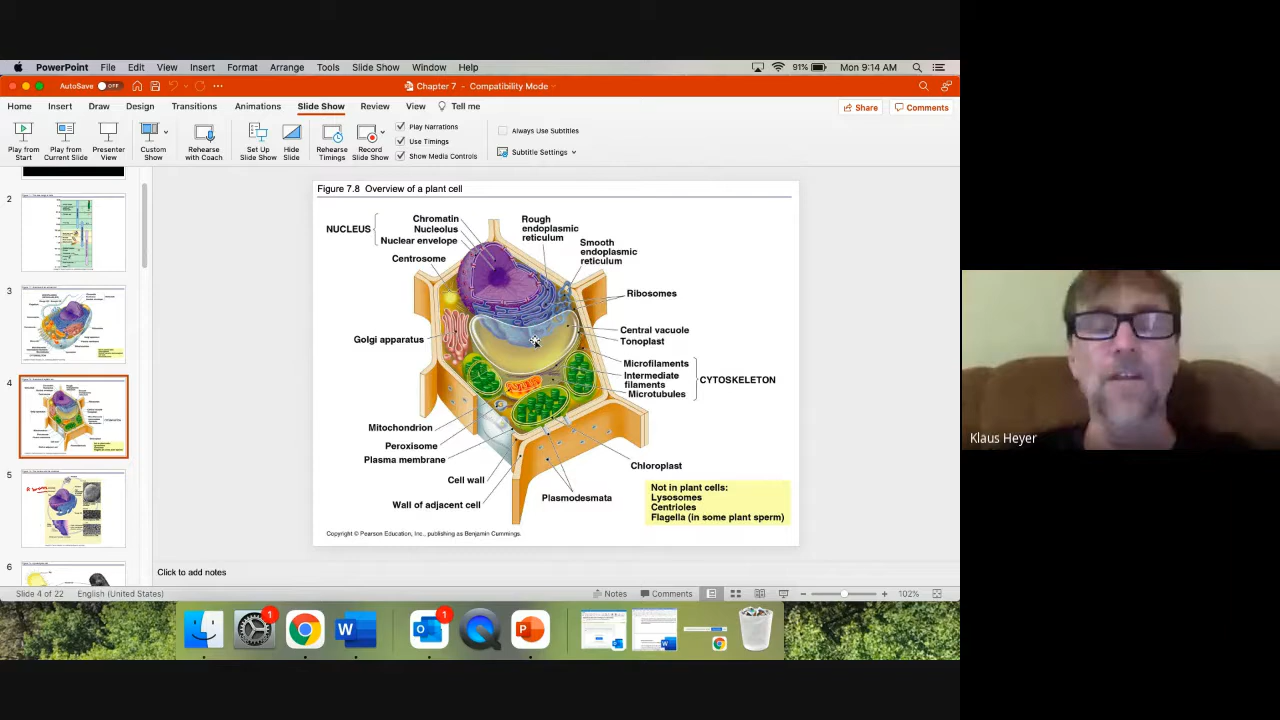 PowerPoint File Edit View Insert Format Arrange Tools Slide Show Window Help 91% Mon 9:14 AM
AutoSave OFF Chapter 7 - Compatibility Mode
Home Insert Draw Design Transitions Animations Slide Show Review View Tell me Share Comments
Play from Start
Play from Current Slide
Presenter View
Custom Show
Rehearse with Coach
Set Up Slide Show
Hide Slide
Rehearse Timings
Record Slide Show
Play Narrations
Use Timings
Show Media Controls
Always Use Subtitles
Subtitle Settings
2
3
4
5
6
Figure 7.8 Overview of a plant cell
NUCLEUS
Chromatin
Nucleolus
Nuclear envelope
Centrosome
Rough
endoplasmic
reticulum
Smooth
endoplasmic
reticulum
Ribosomes
Golgi apparatus
Central vacuole
Tonoplast
Microfilaments
Intermediate
filaments
Microtubules
CYTOSKELETON
Mitochondrion
Peroxisome
Plasma membrane
Cell wall
Wall of adjacent cell
Chloroplast
Plasmodesmata
Not in plant cells:
Lysosomes
Centrioles
Flagella (in some plant sperm)
Copyright © Pearson Education, Inc., publishing as Benjamin Cummings.
Click to add notes
Slide 4 of 22 English (United States) Notes Comments 102%
1
W
O
1
P
Klaus Heyer